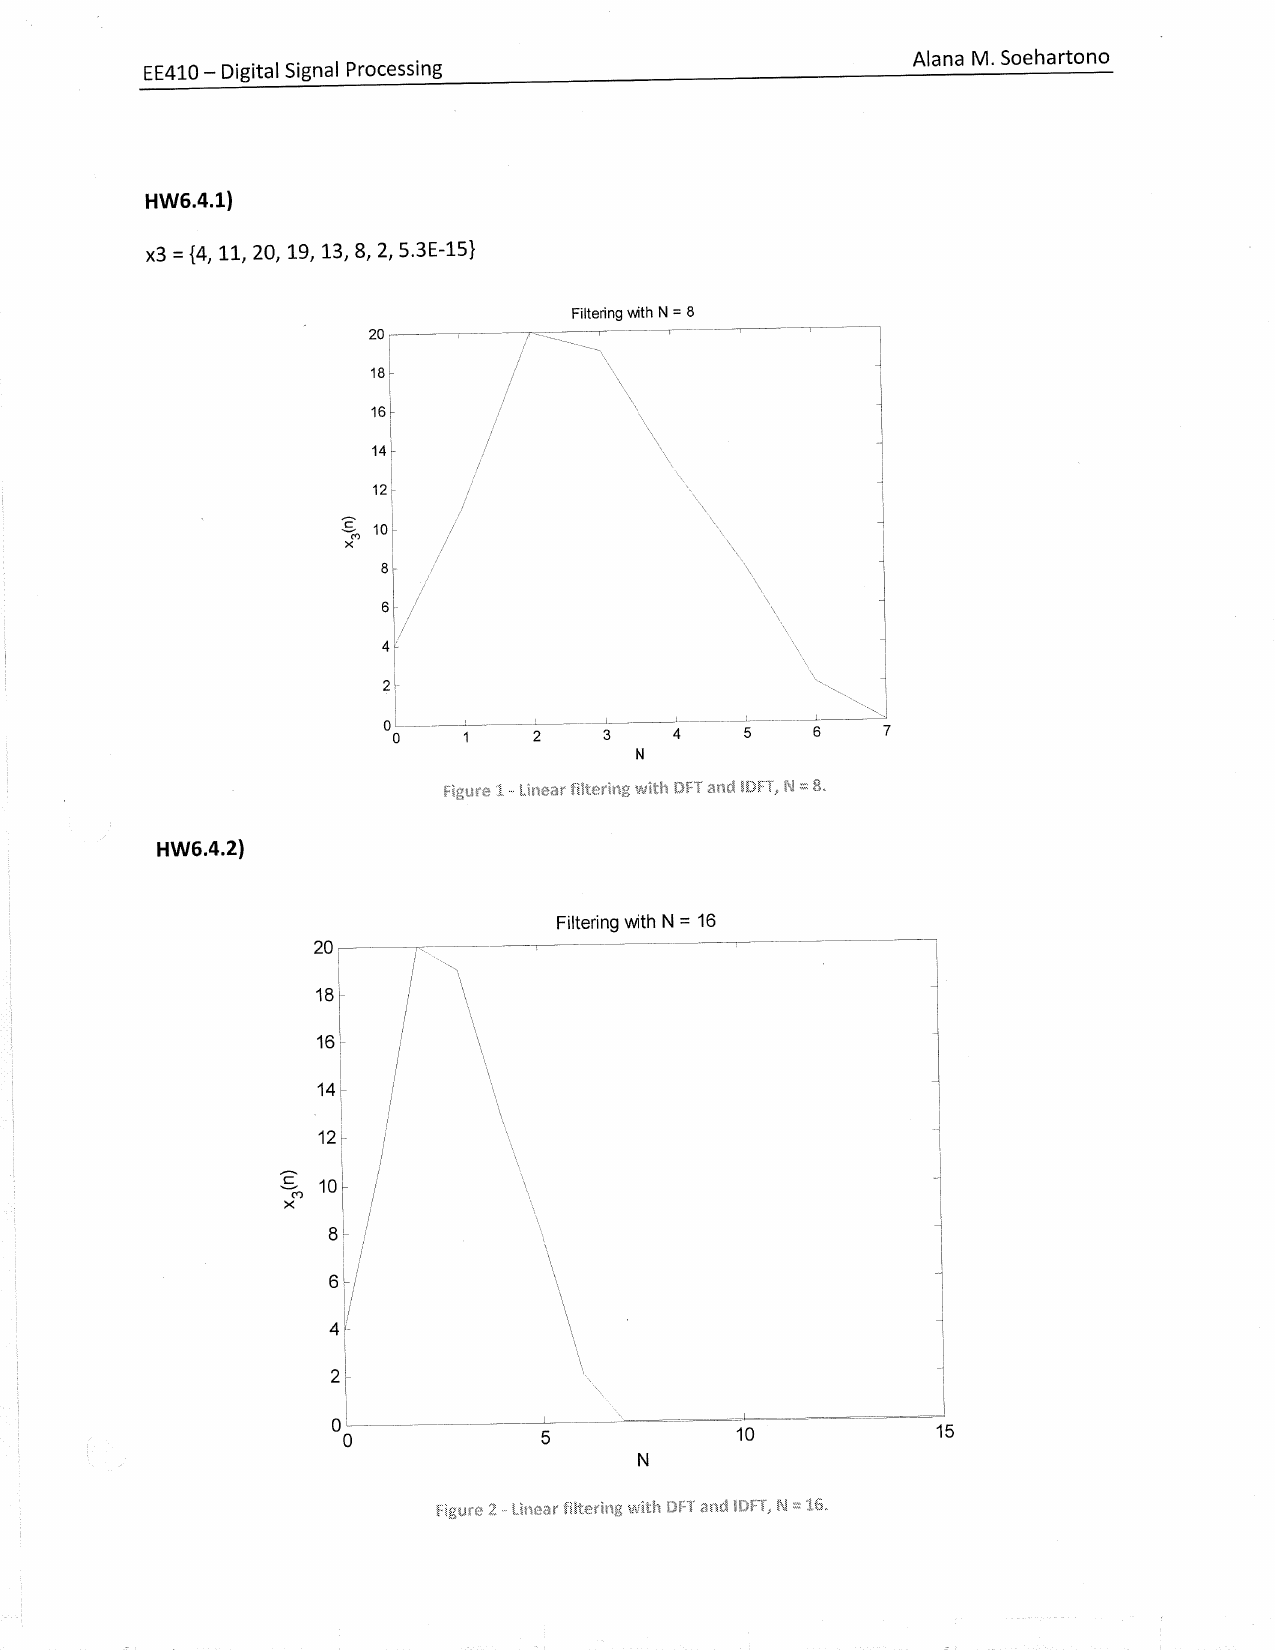 EE410 – Digital Signal Processing
Alana M. Soehartono
HW6.4.1)
x3 = {4, 11, 20, 19, 13, 8, 2, 5.3E-15}
Filtering with N = 8
20
18
16
14
12
10
8
6
4
2
0
x3(n)
0 1 2 3 4 5 6 7
N
Figure 1 - Linear filtering with DFT and IDFT, N = 8.
HW6.4.2)
Filtering with N = 16
20
18
16
14
12
10
8
6
4
2
0
x3(n)
0 5 10 15
N
Figure 2 - Linear filtering with DFT and IDFT, N = 16.